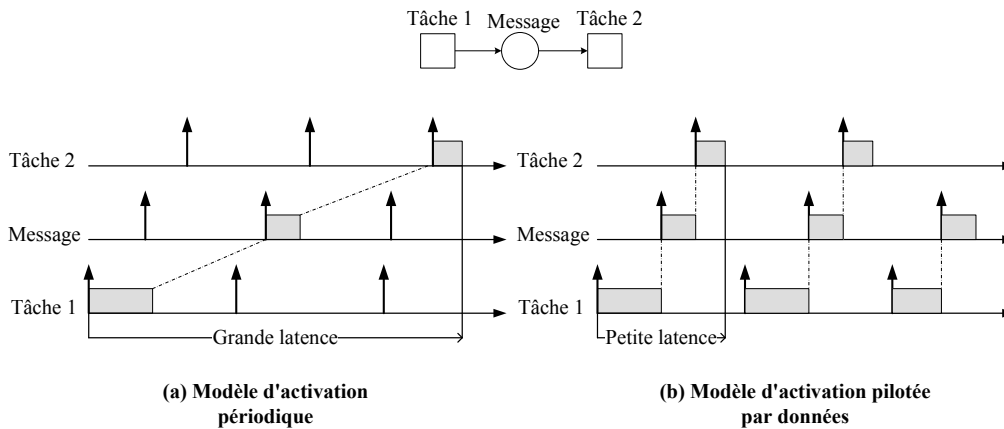 Tâche 1 Message Tâche 2
Tâche 2
Message
Tâche 1
Grande latence
(a) Modèle d'activation
périodique
Tâche 2
Message
Tâche 1
Petite latence
(b) Modèle d'activation pilotée
par données